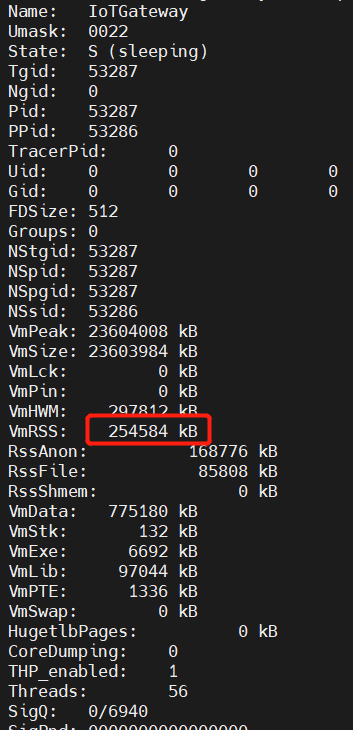 Name: IoTGateway
Umask: 0022
State: S (sleeping)
Tgid: 53287
Ngid: 0
Pid: 53287
PPid: 53286
TracerPid: 0
Uid: 0 0 0 0
Gid: 0 0 0 0
FDSize: 512
Groups: 0
NStgid: 53287
NSpid: 53287
NSpgid: 53287
NSsid: 53286
VmPeak: 23604008 kB
VmSize: 23603984 kB
VmLck: 0 kB
VmPin: 0 kB
VmHWM: 297812 kB
VmRSS: 254584 kB
RssAnon: 168776 kB
RssFile: 85808 kB
RssShmem: 0 kB
VmData: 775180 kB
VmStk: 132 kB
VmExe: 6692 kB
VmLib: 97044 kB
VmPTE: 1336 kB
VmSwap: 0 kB
HugetlbPages: 0 kB
CoreDumping: 0
THP_enabled: 1
Threads: 56
SigQ: 0/6940
SigPnd: 0000000000000000